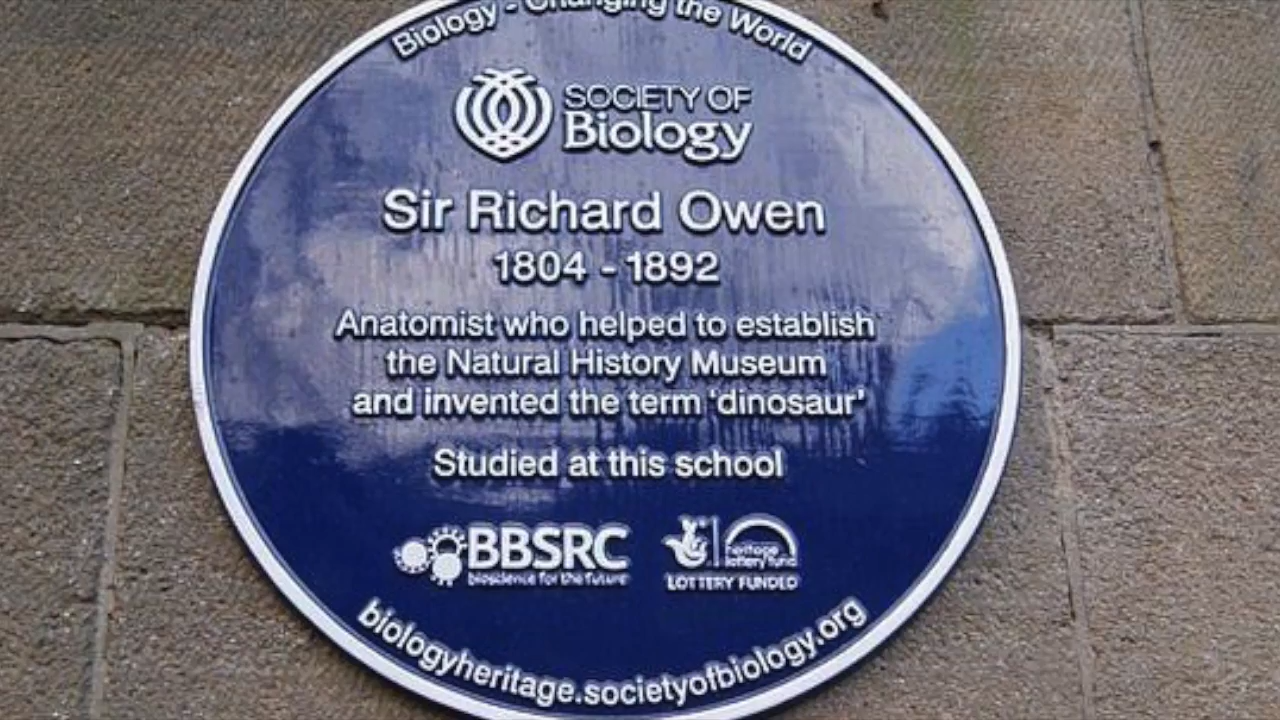 Biology - Changing the World
SOCIETY OF
Biology
Sir Richard Owen
1804 - 1892
Anatomist who helped to establish
the Natural History Museum
and invented the term 'dinosaur'
Studied at this school
BBSRC
bioscience for the future
heritage
lottery fund
LOTTERY FUNDED
biologyheritage.societyofbiology.org